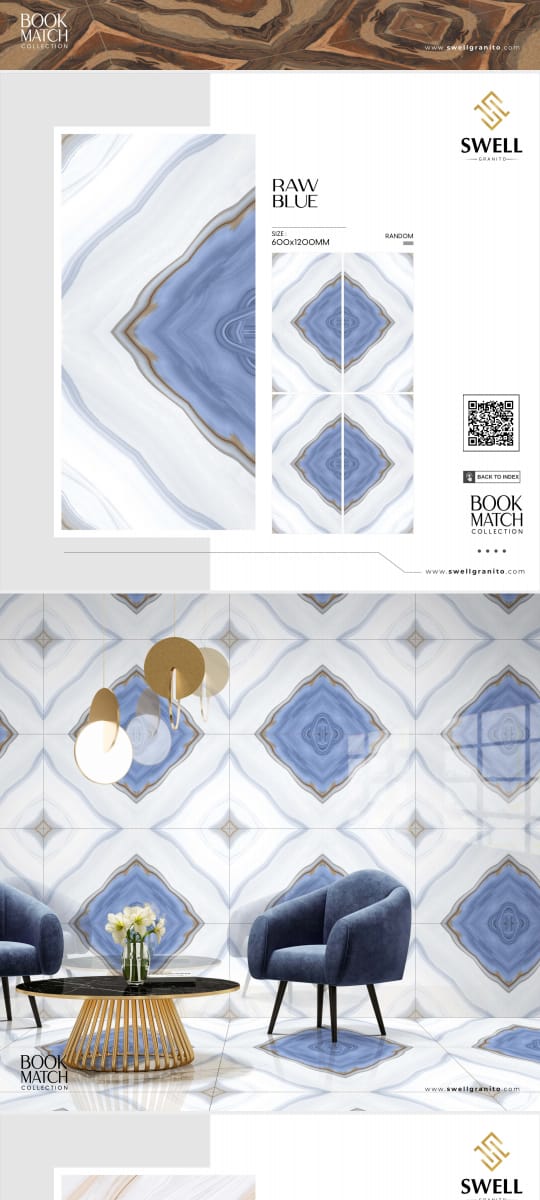 BOOK
MATCH
COLLECTION
www.swellgranito.com
SWELL
GRANITO
RAW
BLUE
SIZE :
600x1200MM
RANDOM
BACK TO INDEX
BOOK
MATCH
COLLECTION
www.swellgranito.com
BOOK
MATCH
COLLECTION
www.swellgranito.com
SWELL
GRANITO